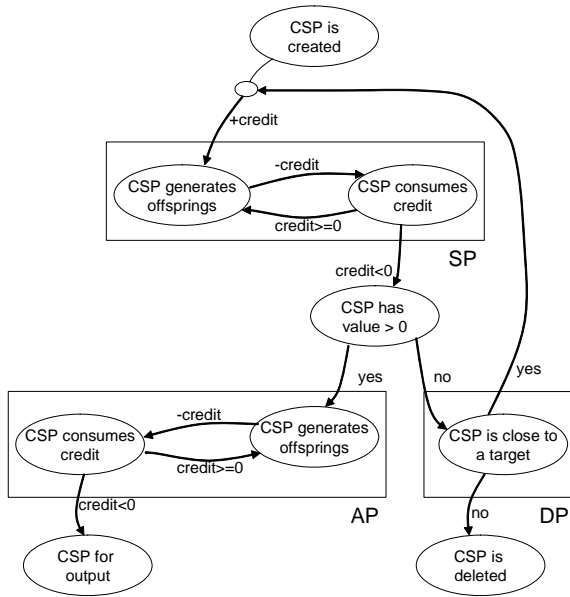 CSP is
created
+credit
-credit
CSP generates
offsprings
CSP consumes
credit
credit>=0
SP
credit<0
CSP has
value > 0
yes
no
yes
-credit
CSP consumes
credit
CSP generates
offsprings
credit>=0
CSP is close to
a target
credit<0
AP
no
DP
CSP for
output
CSP is
deleted